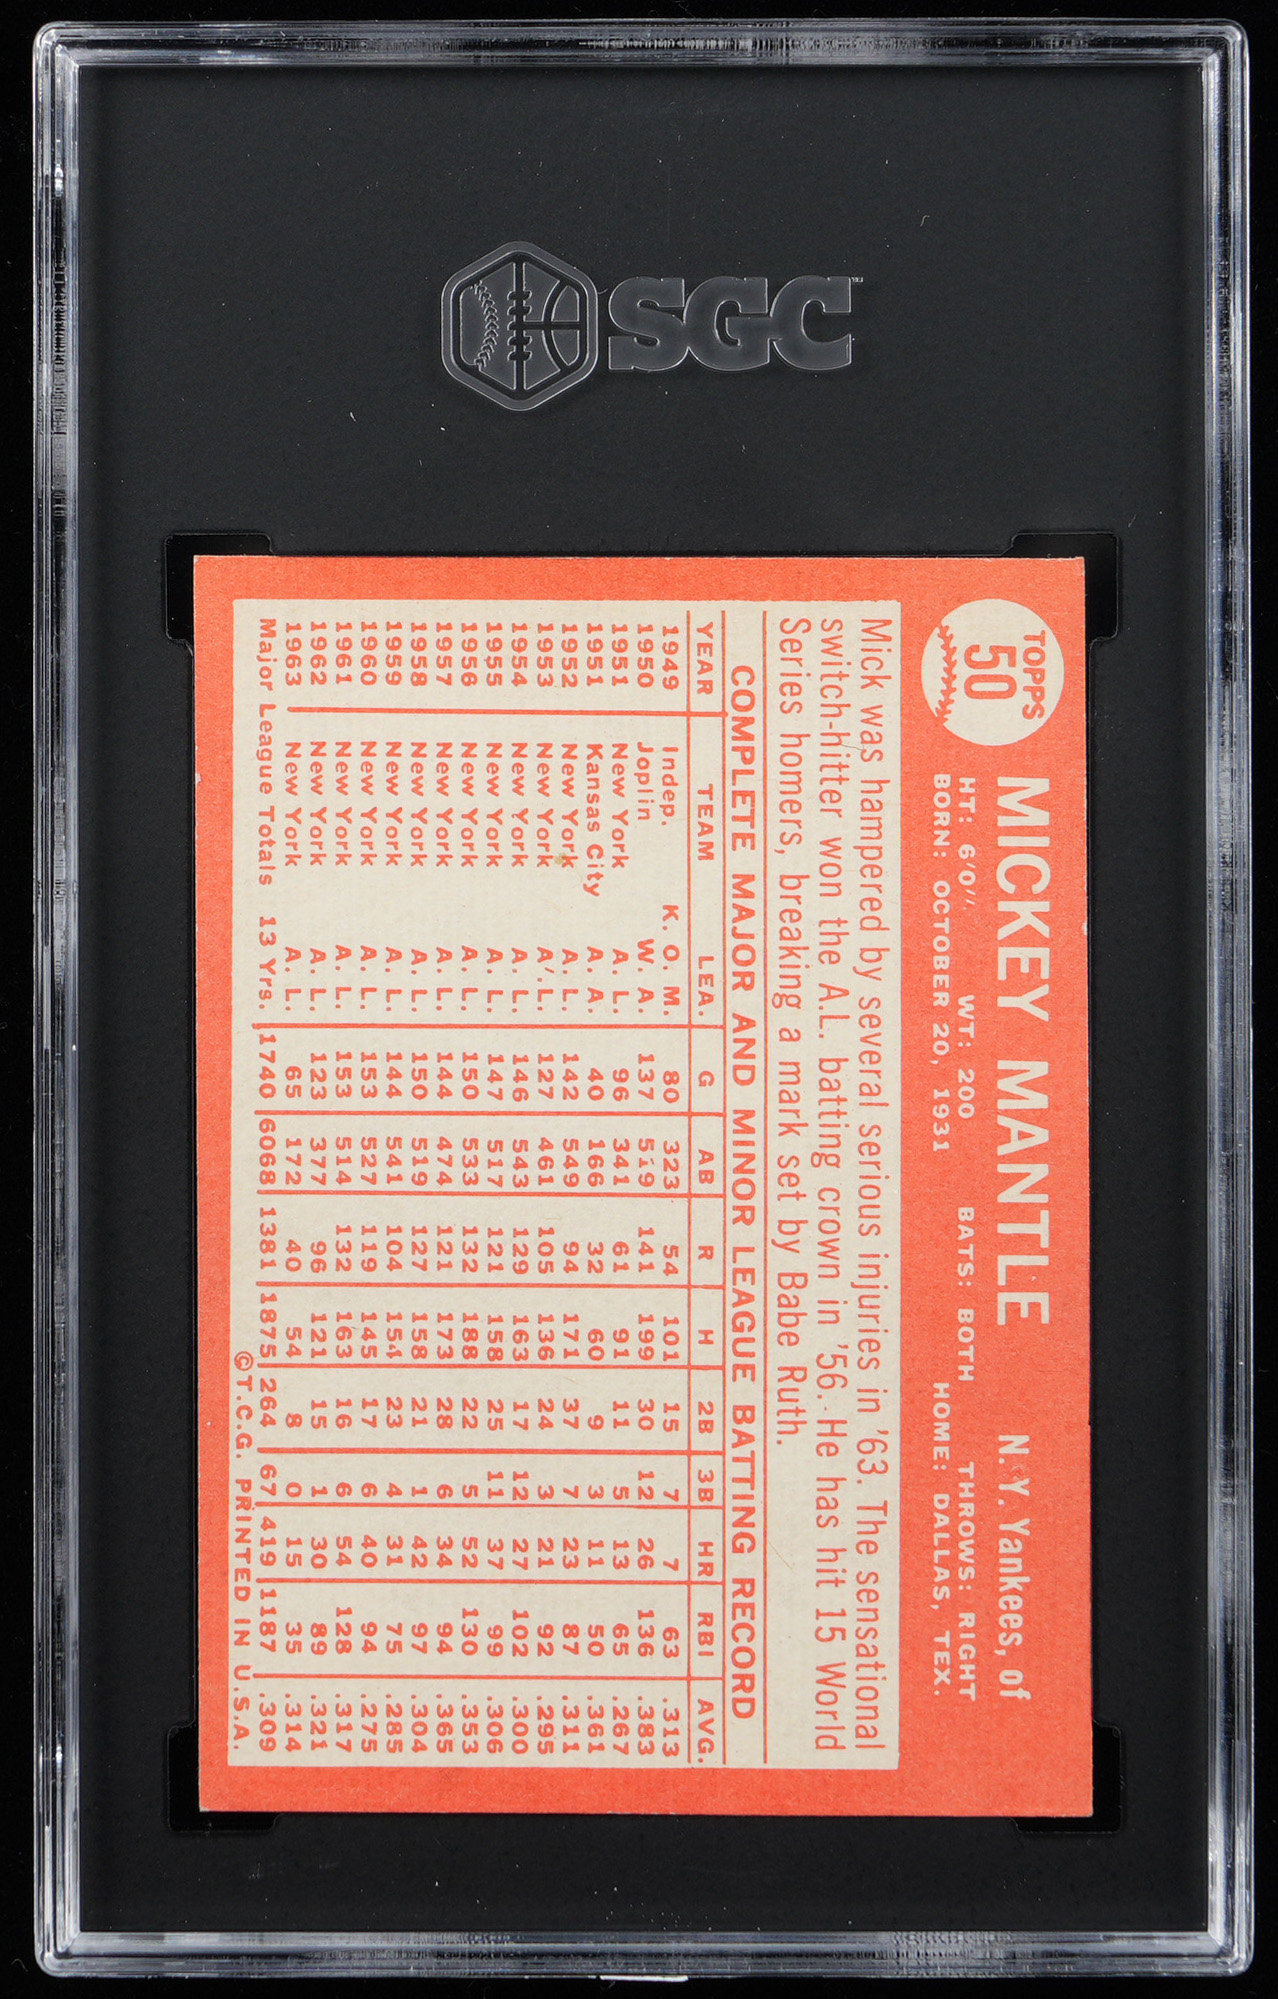 SGC
TOPPS
50
MICKEY MANTLE N. Y. Yankees, of
HT: 6'0" WT: 200 BATS: BOTH THROWS: RIGHT
BORN: OCTOBER 20, 1931 HOME: DALLAS, TEX.
Mick was hampered by several serious injuries in '63. The sensational
switch-hitter won the A.L. batting crown in '56. He has hit 15 World
Series homers, breaking a mark set by Babe Ruth.
COMPLETE MAJOR AND MINOR LEAGUE BATTING RECORD
YEAR TEAM LEA. G AB R H 2B 3B HR RBI AVG.
1949 Indep. K. O. M. 80 323 54 101 15 7 7 63 .313
1950 Joplin W. A. 137 519 141 199 30 12 26 136 .383
1951 New York A. L. 96 341 61 91 11 5 13 65 .267
1951 Kansas City A. A. 40 166 32 60 9 3 11 50 .361
1952 New York A. L. 142 549 94 171 37 7 23 87 .311
1953 New York A. L. 127 461 105 136 24 3 21 92 .295
1954 New York A. L. 146 543 129 163 17 12 27 102 .300
1955 New York A. L. 147 517 121 158 25 11 37 99 .306
1956 New York A. L. 150 533 132 188 22 5 52 130 .353
1957 New York A. L. 144 474 121 173 28 6 34 94 .365
1958 New York A. L. 150 519 127 158 21 1 42 97 .304
1959 New York A. L. 144 541 104 154 23 4 31 75 .285
1960 New York A. L. 153 527 119 145 17 6 40 94 .275
1961 New York A. L. 153 514 132 163 16 6 54 128 .317
1962 New York A. L. 123 377 96 121 15 1 30 89 .321
1963 New York A. L. 65 172 40 54 8 0 15 35 .314
Major League Totals 13 Yrs. 1740 6068 1381 1875 264 67 419 1187 .309
©T.C.G. PRINTED IN U.S.A.